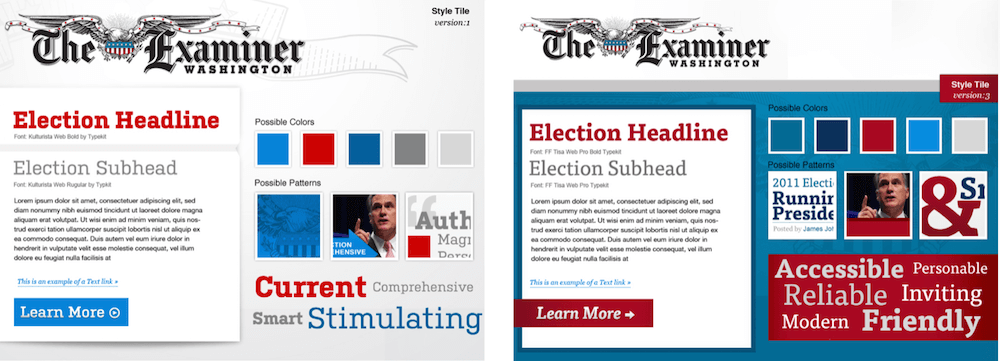 Style Tile
version:1
The Examiner
WASHINGTON
Election Headline
Font: Kulturista Web Bold by Typekit
Election Subhead
Font: Kulturista Web Rugular by Typkit
Lorem ipsum dolor sit amet, consectetuer adipiscing elit, sed
diam nonummy nibh euismod tincidunt ut laoreet dolore magna
aliquam erat volutpat. Ut wisi enim minim veniam, quis nos-
trud exerci tation ullamcorper suscipit lobortis nisl ut aliquip ex
ea commodo consequat. Duis autem vel eum iriure dolor in
hendrerit in vulputate velit esse molestie consequat, vel illum
dolore eu feugiat nulla facilisis at
This is an example of a Text link »
Learn More
Possible Colors
Possible Patterns
HENSIVE
Auth
Magi
Pers
Current Comprehensive
Smart Stimulating
The Examiner
WASHINGTON
Style Tile
version:3
Election Headline
Font: FF Tisa Web Pro Bold Typekit
Election Subhead
Font: FF Tisa Web Pro Typekit
Lorem ipsum dolor sit amet, consectetuer adipiscing elit, sed
diam nonummy nibh euismod tincidunt ut laoreet dolore magna
aliquam erat volutpat. Ut wisi enim minim veniam, quis nos-
trud exerci tation ullamcorper suscipit lobortis nisl ut aliquip ex
ea commodo consequat. Duis autem vel eum iriure dolor in
hendrerit in vulputate velit esse molestie consequat, vel illum
dolore eu feugiat nulla facilisis at
This is an example of a Text link »
Learn More →
Possible Colors
Possible Patterns
2011 Electi
Runnin
Preside
Posted by James Joh
&
Sm
Accessible Personable
Reliable Inviting
Modern Friendly